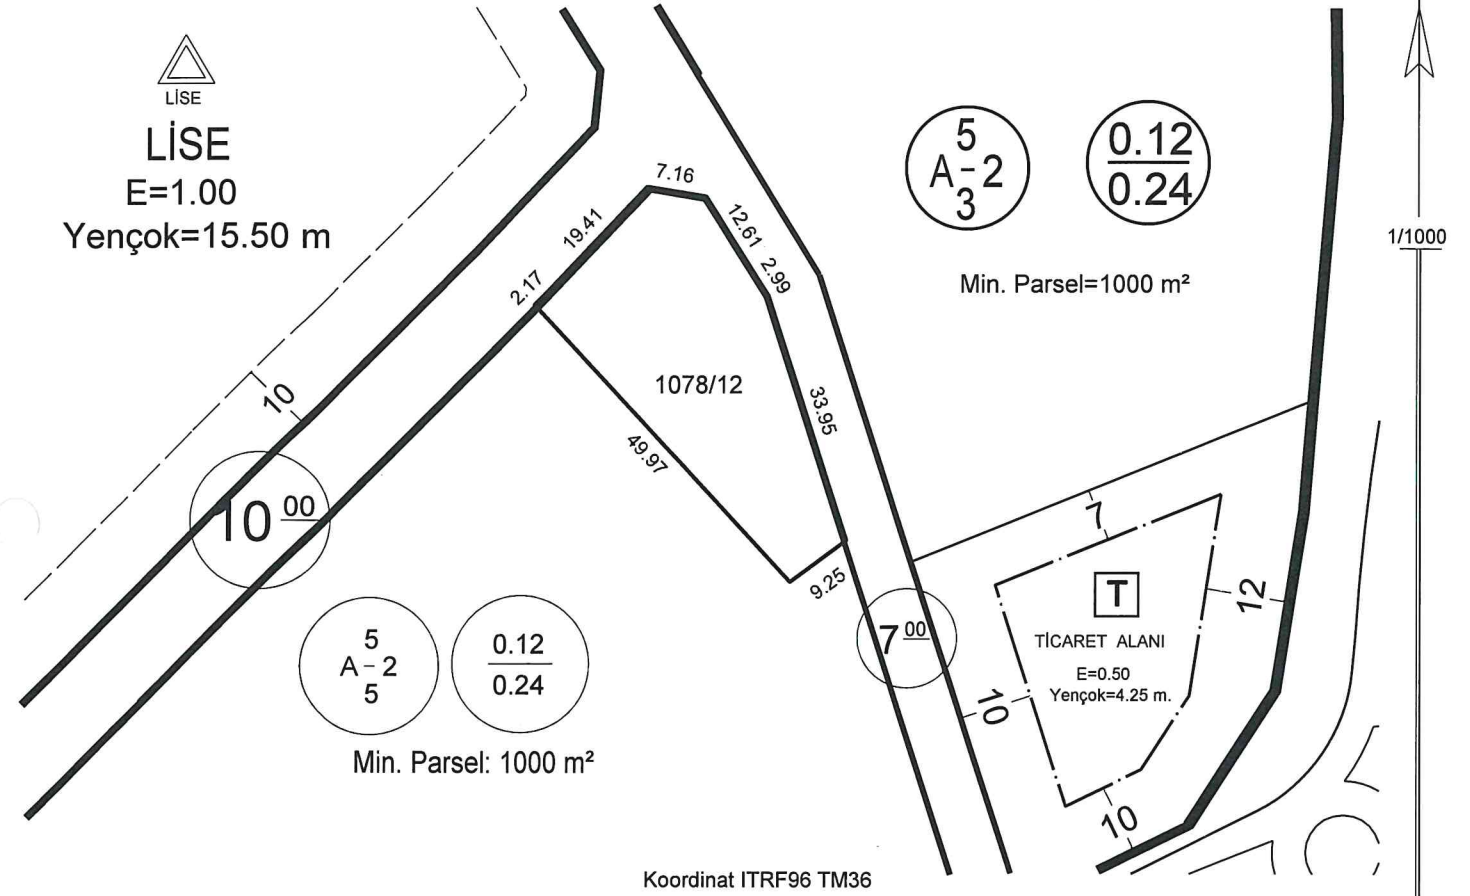 LİSE
LİSE
E=1.00
Yençok=15.50 m
7.16
19.41
2.17
12.61
2.99
5
A-2
3
0.12
0.24
Min. Parsel=1000 m²
1/1000
10
1078/12
33.95
49.97
9.25
10 00
7
12
T
TİCARET ALANI
E=0.50
Yençok=4.25 m.
7 00
10
10
5
A-2
5
0.12
0.24
Min. Parsel: 1000 m²
Koordinat ITRF96 TM36